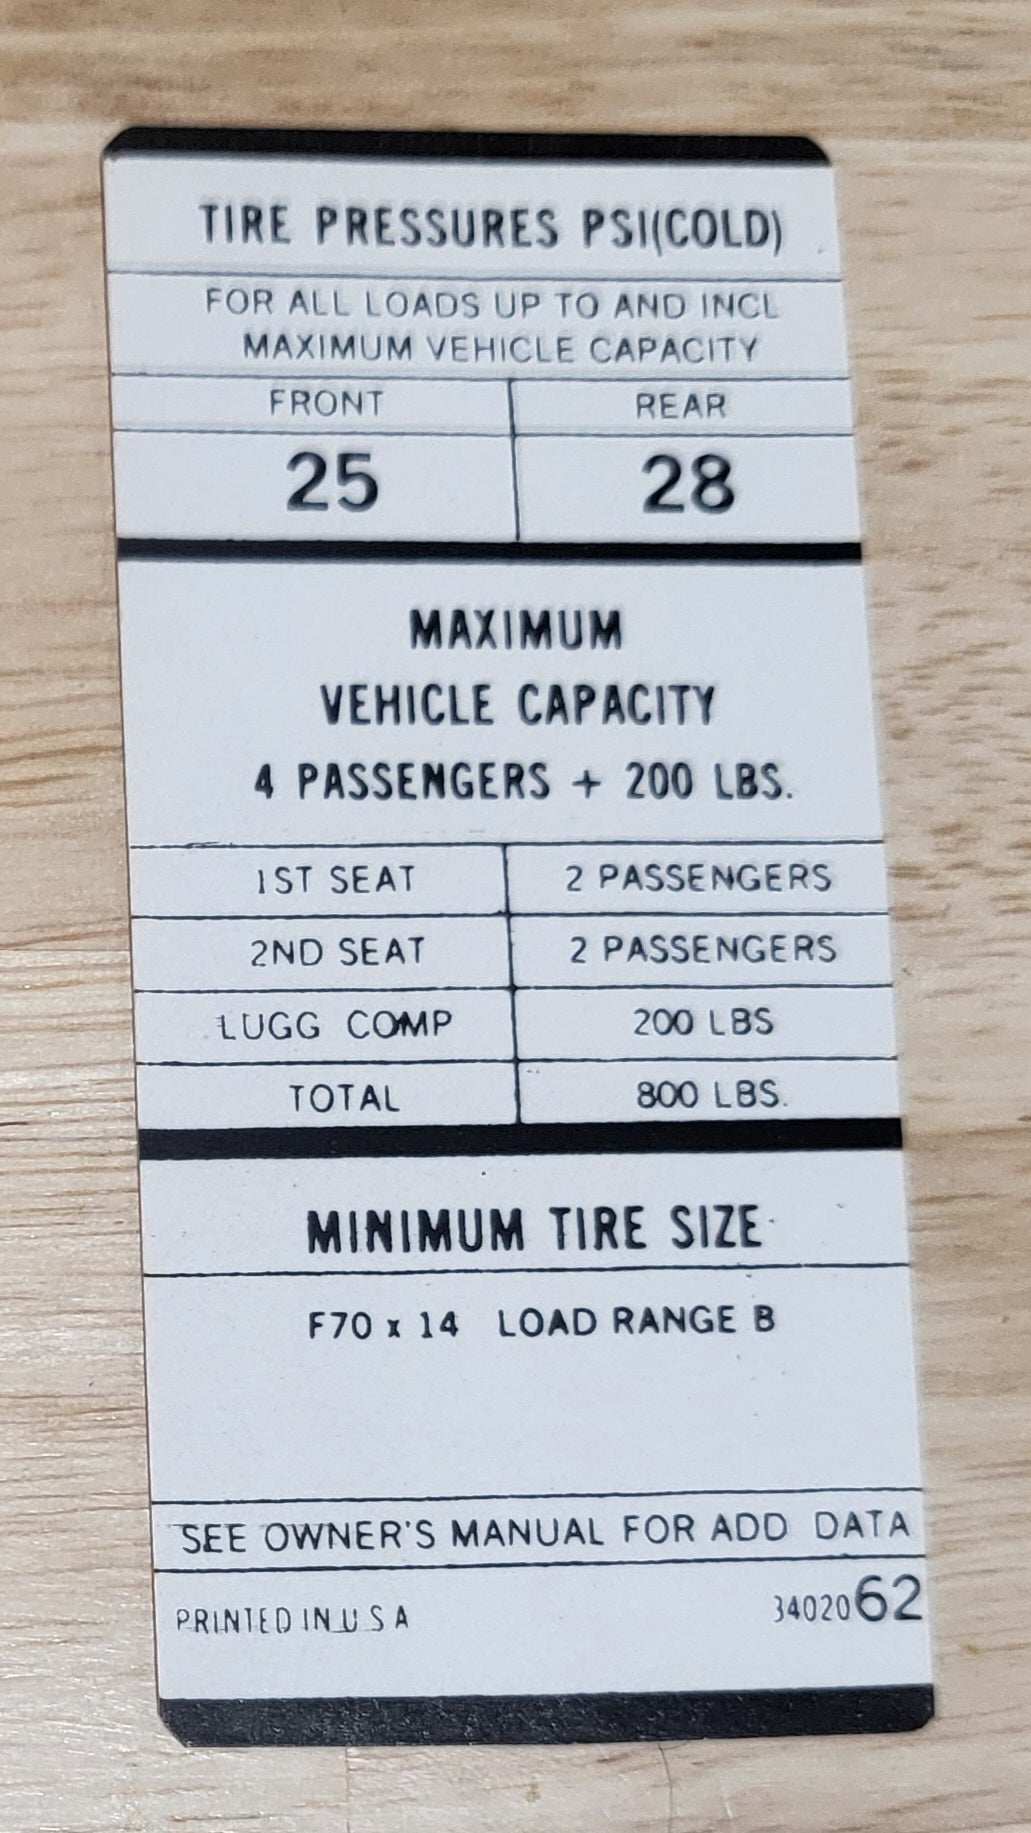 TIRE PRESSURES PSI(COLD)
FOR ALL LOADS UP TO AND INCL
MAXIMUM VEHICLE CAPACITY
FRONT REAR
25 28
MAXIMUM
VEHICLE CAPACITY
4 PASSENGERS + 200 LBS.
1ST SEAT 2 PASSENGERS
2ND SEAT 2 PASSENGERS
LUGG COMP 200 LBS
TOTAL 800 LBS.
MINIMUM TIRE SIZE
F70 x 14 LOAD RANGE B
SEE OWNER'S MANUAL FOR ADD DATA
PRINTED IN U S A 3402062